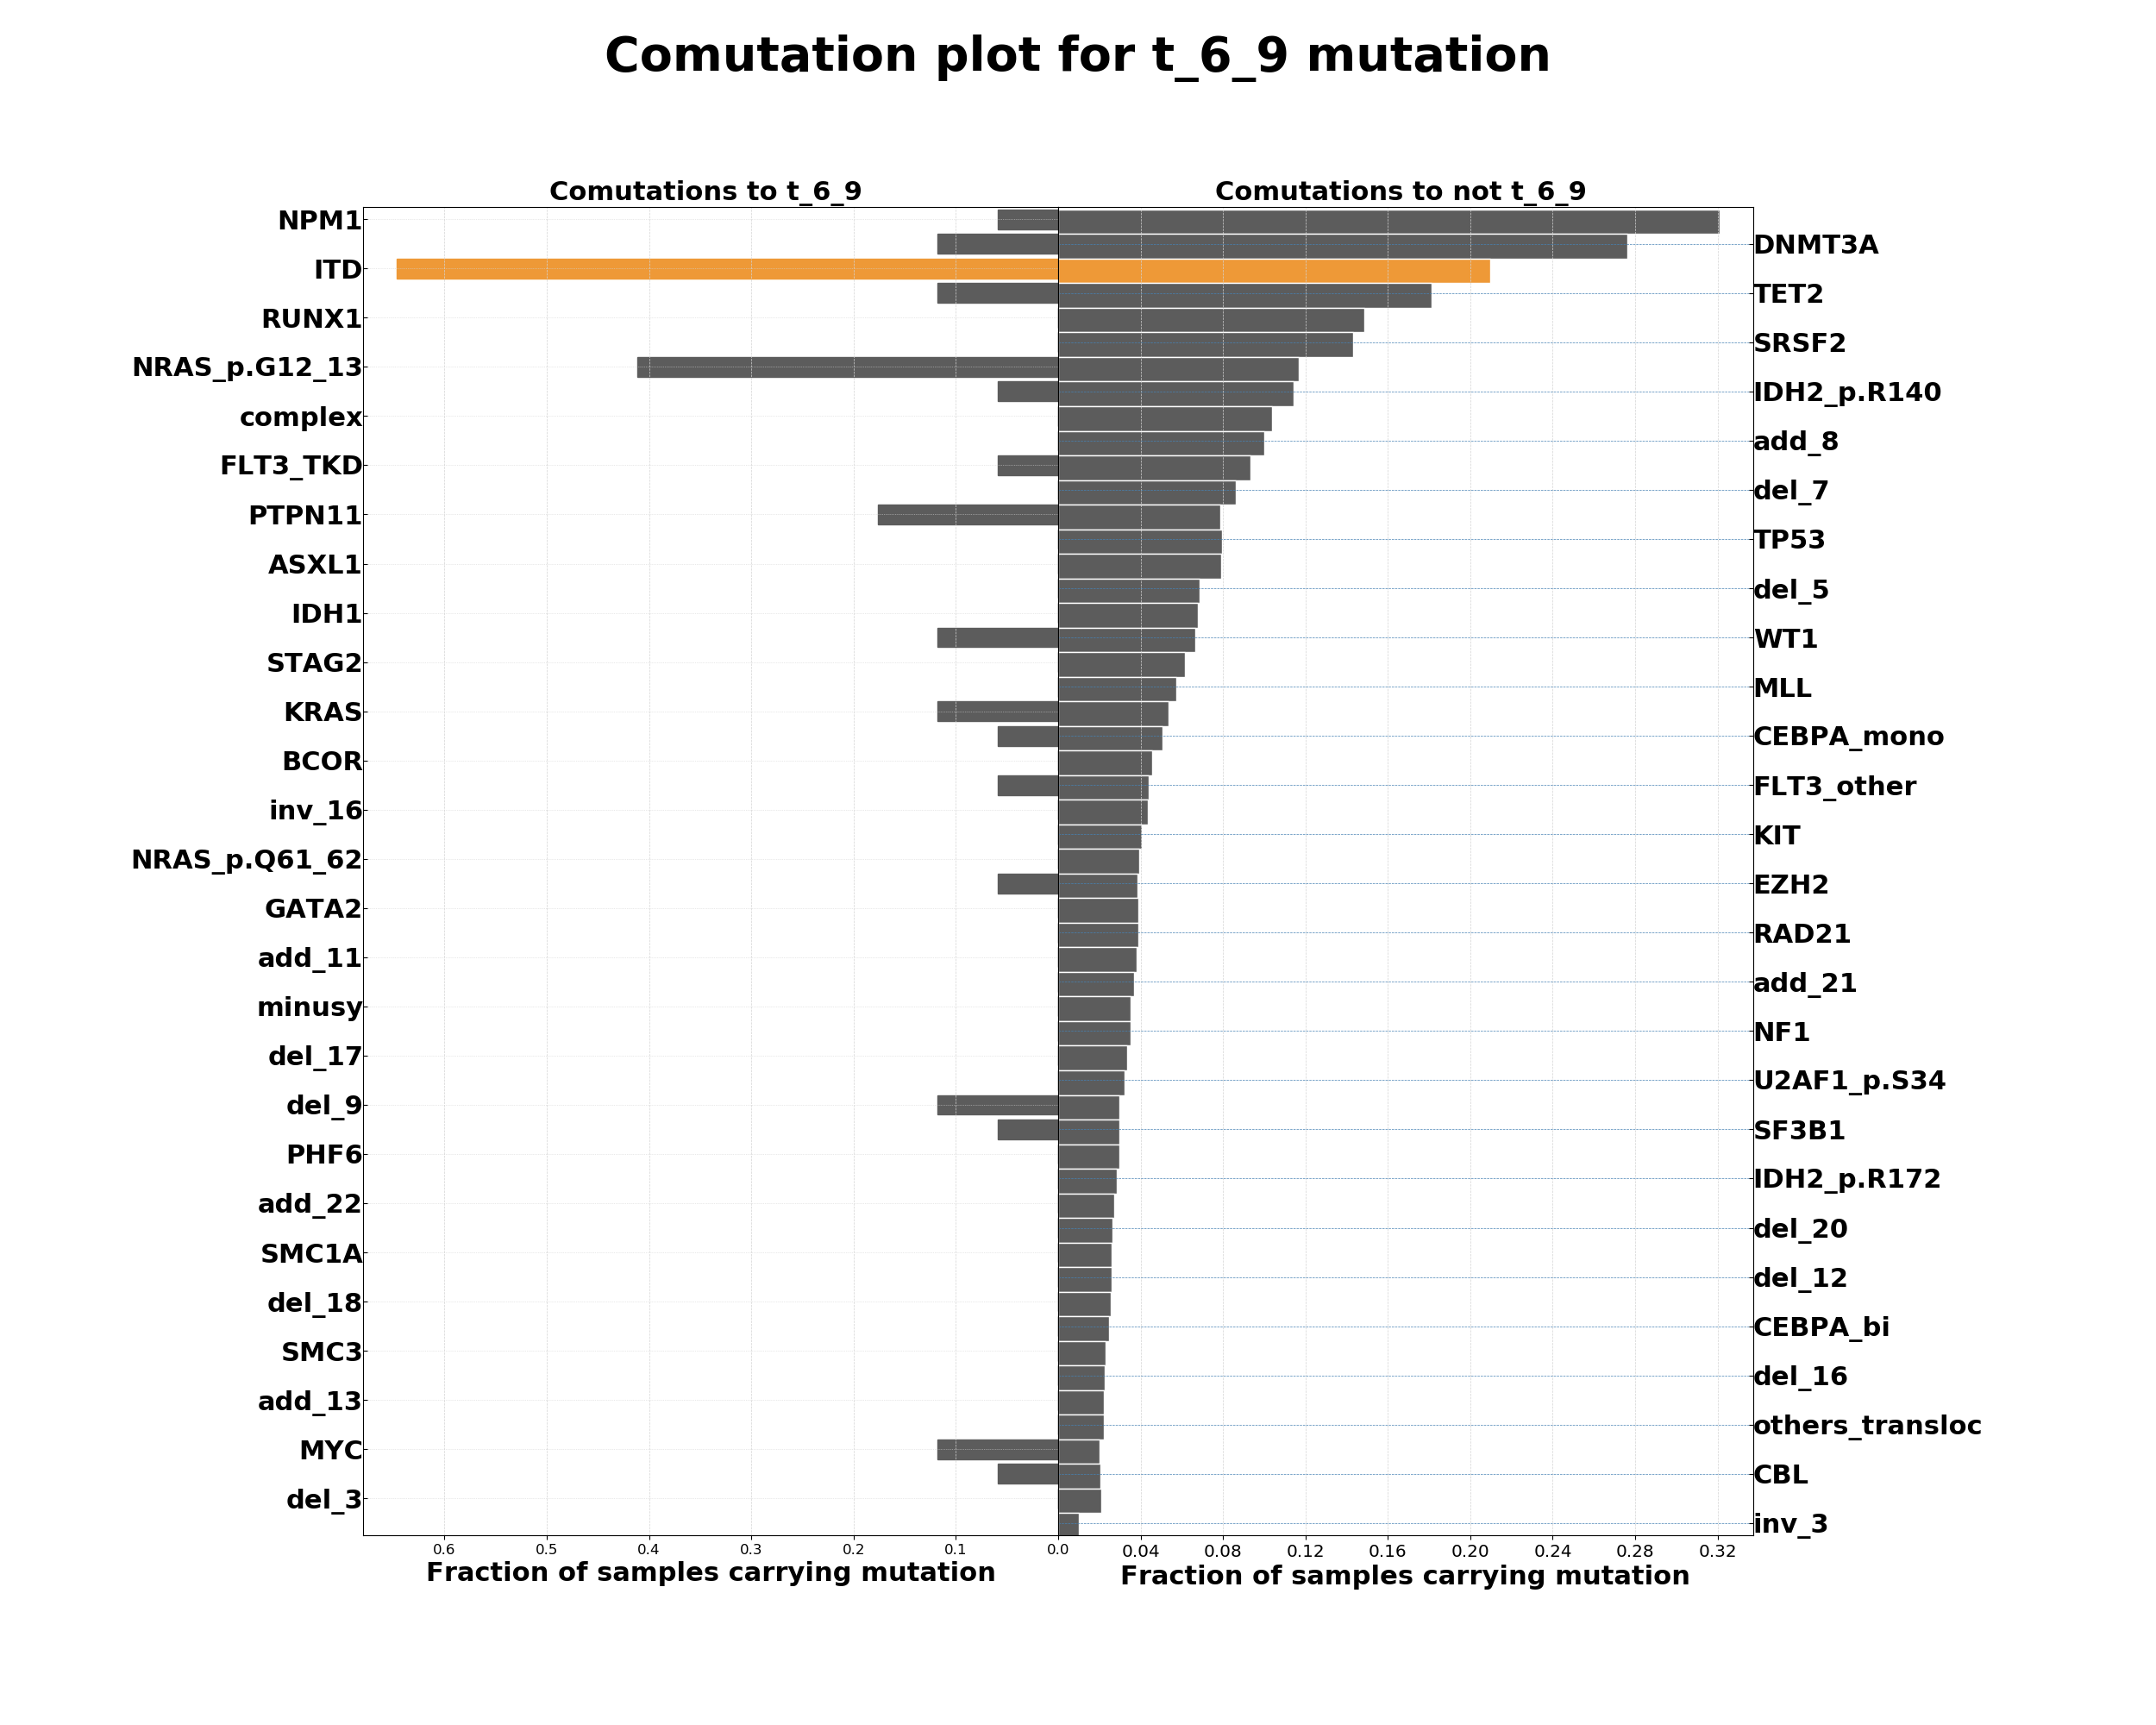 Comutation plot for t_6_9 mutation
Comutations to t_6_9
Comutations to not t_6_9
NPM1
DNMT3A
ITD
TET2
RUNX1
SRSF2
NRAS_p.G12_13
IDH2_p.R140
complex
add_8
FLT3_TKD
del_7
PTPN11
TP53
ASXL1
del_5
IDH1
WT1
STAG2
MLL
KRAS
CEBPA_mono
BCOR
FLT3_other
inv_16
KIT
NRAS_p.Q61_62
EZH2
GATA2
RAD21
add_11
add_21
minusy
NF1
del_17
U2AF1_p.S34
del_9
SF3B1
PHF6
IDH2_p.R172
add_22
del_20
SMC1A
del_12
del_18
CEBPA_bi
SMC3
del_16
add_13
others_transloc
MYC
CBL
del_3
inv_3
0.6 0.5 0.4 0.3 0.2 0.1 0.0 0.04 0.08 0.12 0.16 0.20 0.24 0.28 0.32
Fraction of samples carrying mutation
Fraction of samples carrying mutation